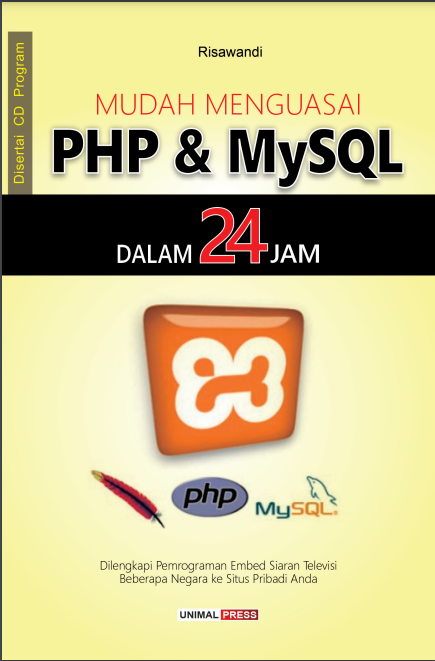 Risawandi
Disertai CD Program
MUDAH MENGUASAI
PHP & MySQL
DALAM 24 JAM
php
MySQL®
Dilengkapi Pemrograman Embed Siaran Televisi
Beberapa Negara ke Situs Pribadi Anda
UNIMAL PRESS